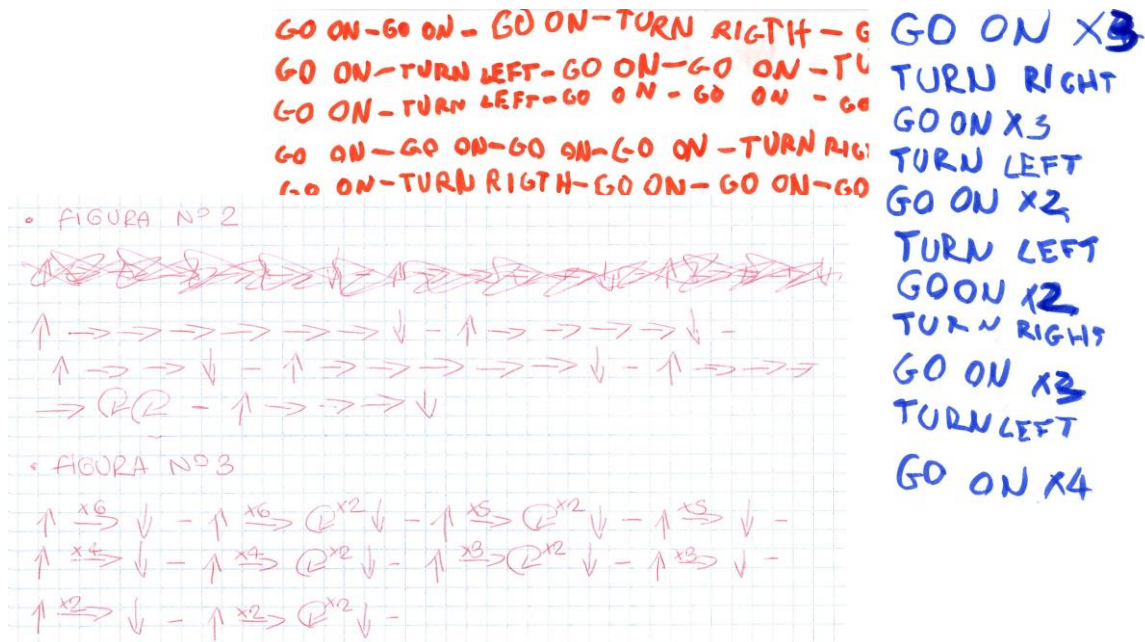 GO ON-GO ON- GO ON-TURN RIGTH - G
GO ON-TURN LEFT-GO ON-GO ON -TU
GO ON-TURN LEFT-GO ON - GO ON - GO
GO ON-GO ON-GO ON-GO ON -TURN RIG
GO ON-TURN RIGTH-GO ON-GO ON-GO
GO ON X3
TURN RIGHT
GO ON X3
TURN LEFT
GO ON X2
TURN LEFT
GO ON X2
TURN RIGHT
GO ON X3
TURN LEFT
GO ON X4
• FIGURA Nº 2
↑ → → → → → → ↓ - ↑ → → → → → ↓ -
↑ → → ↓ - ↑ → → → → → → ↓ - ↑ → → →
→ - ↑ → → → → ↓
• FIGURA Nº 3
↑ x6→ ↓ - ↑ x6→ x2 ↓ - ↑ x5→ x2 ↓ - ↑ x5→ ↓ -
↑ x4→ ↓ - ↑ x4→ x2 ↓ - ↑ x3→ x2 ↓ - ↑ x3→ ↓ -
↑ x2→ ↓ - ↑ x2→ x2 ↓ -